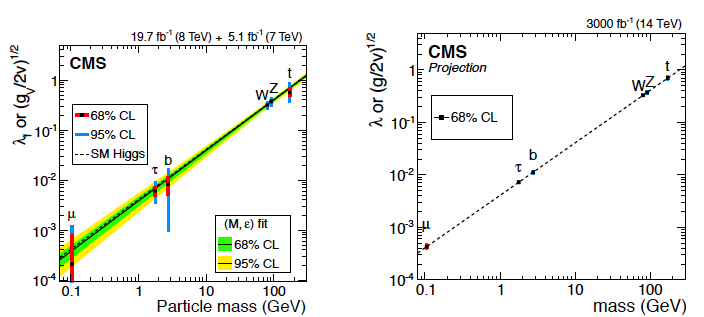 19.7 fb⁻¹ (8 TeV) + 5.1 fb⁻¹ (7 TeV)
CMS
λf or (gV/2v)^1/2
1
10⁻¹
10⁻²
10⁻³
10⁻⁴
68% CL
95% CL
SM Higgs
W Z
t
b
τ
μ
(M, ε) fit
68% CL
95% CL
0.1 1 10 100
Particle mass (GeV)
3000 fb⁻¹ (14 TeV)
CMS
Projection
λ or (g/2v)^1/2
1
10⁻¹
10⁻²
10⁻³
10⁻⁴
68% CL
t
WZ
b
τ
μ
0.1 1 10 100
mass (GeV)